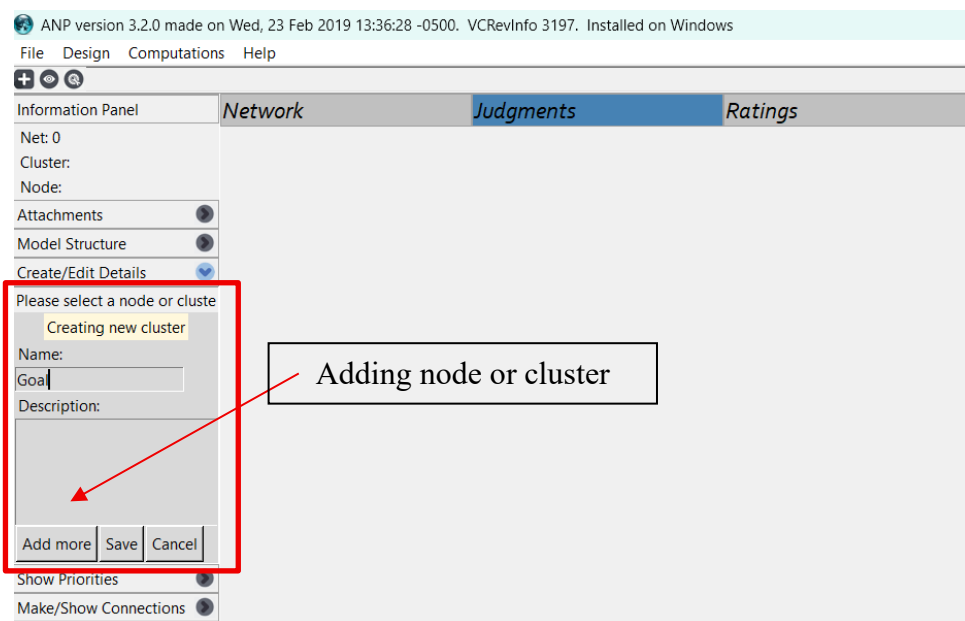 ANP version 3.2.0 made on Wed, 23 Feb 2019 13:36:28 -0500. VCRevInfo 3197. Installed on Windows
File Design Computations Help
Information Panel
Network Judgments Ratings
Net: 0
Cluster:
Node:
Attachments
Model Structure
Create/Edit Details
Please select a node or cluste
Creating new cluster
Name:
Goal
Adding node or cluster
Description:
Add more Save Cancel
Show Priorities
Make/Show Connections